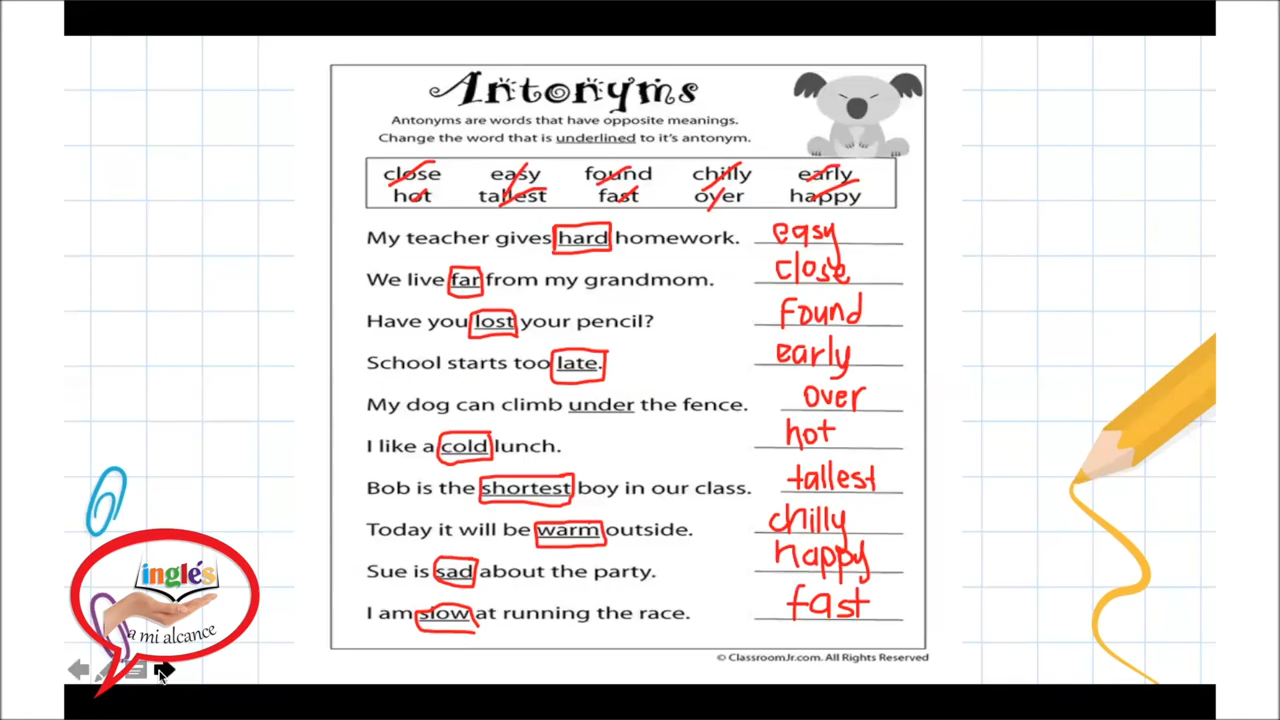 Antonyms
Antonyms are words that have opposite meanings.
Change the word that is underlined to it's antonym.
close easy found chilly early
hot tallest fast over happy
My teacher gives hard homework. easy
We live far from my grandmom. close
Have you lost your pencil? Found
School starts too late. early
My dog can climb under the fence. over
I like a cold lunch. hot
Bob is the shortest boy in our class. tallest
Today it will be warm outside. chilly
Sue is sad about the party. happy
I am slow at running the race. fast
© ClassroomJr.com. All Rights Reserved
inglés
a mi alcance